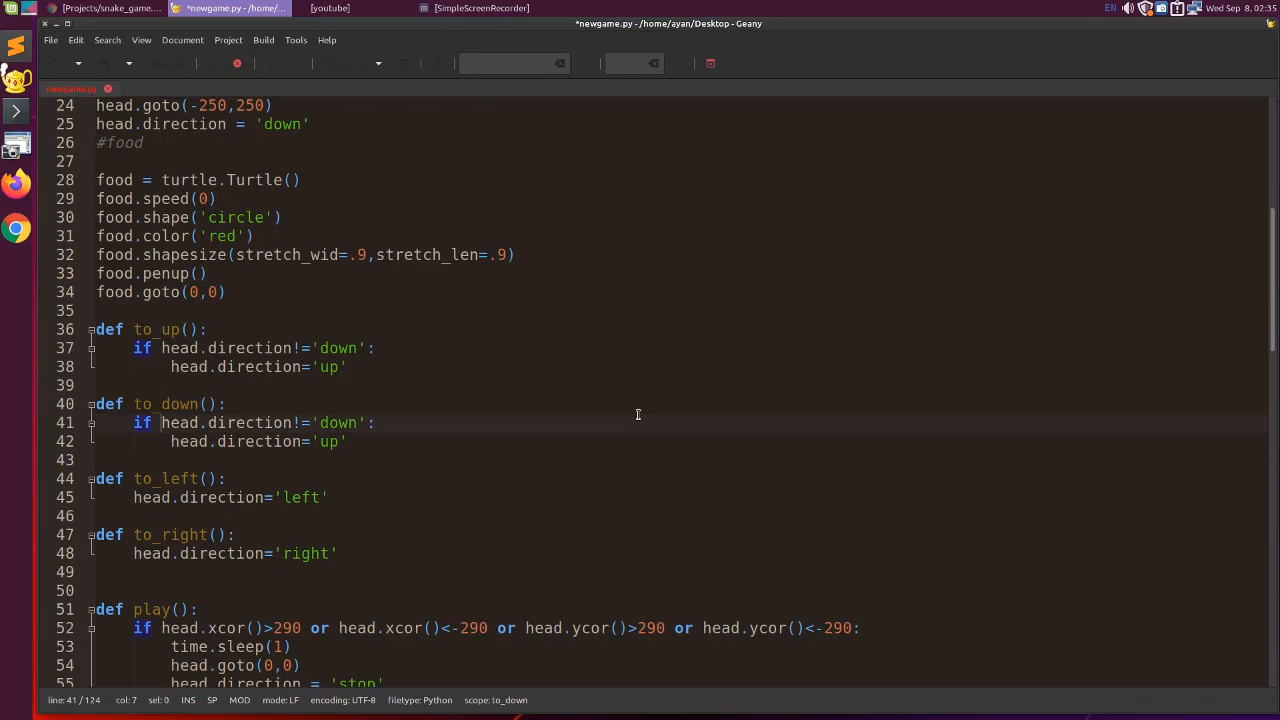 [Projects/snake_game....
*newgame.py - /home/...
[youtube]
[SimpleScreenRecorder]
EN
Wed Sep 8, 02:35
*newgame.py - /home/ayan/Desktop - Geany
File Edit Search View Document Project Build Tools Help
newgame.py
24 head.goto(-250,250)
25 head.direction = 'down'
26 #food
27
28 food = turtle.Turtle()
29 food.speed(0)
30 food.shape('circle')
31 food.color('red')
32 food.shapesize(stretch_wid=.9,stretch_len=.9)
33 food.penup()
34 food.goto(0,0)
35
36 def to_up():
37     if head.direction!='down':
38         head.direction='up'
39
40 def to_down():
41     if head.direction!='down':
42         head.direction='up'
43
44 def to_left():
45     head.direction='left'
46
47 def to_right():
48     head.direction='right'
49
50
51 def play():
52     if head.xcor()>290 or head.xcor()<-290 or head.ycor()>290 or head.ycor()<-290:
53         time.sleep(1)
54         head.goto(0,0)
55         head.direction = 'stop'
line: 41 / 124 col: 7 sel: 0 INS SP MOD mode: LF encoding: UTF-8 filetype: Python scope: to_down